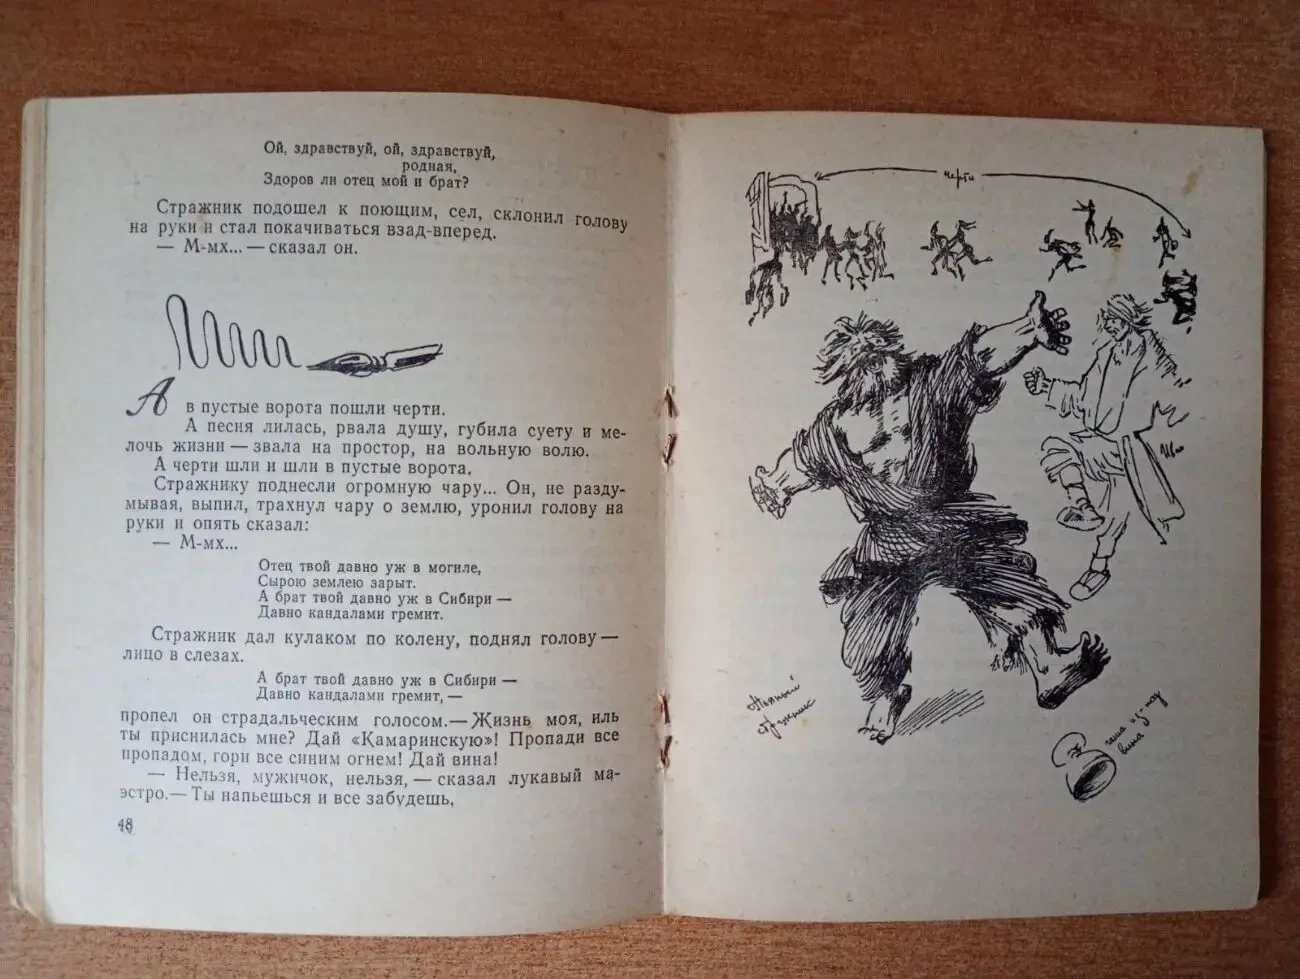 Ой, здравствуй, ой, здравствуй,
родная,
Здоров ли отец мой и брат?
Стражник подошел к поющим, сел, склонил голову
на руки и стал покачиваться взад-вперед.
— М-мх... — сказал он.
А в пустые ворота пошли черти.
А песня лилась, рвала душу, губила суету и ме-
лочь жизни — звала на простор, на вольную волю.
А черти шли и шли в пустые ворота.
Стражнику поднесли огромную чару... Он, не разду-
мывая, выпил, трахнул чару о землю, уронил голову на
руки и опять сказал:
— М-мх...
Отец твой давно уж в могиле,
Сырою землею зарыт.
А брат твой давно уж в Сибири —
Давно кандалами гремит.
Стражник дал кулаком по колену, поднял голову —
лицо в слезах.
А брат твой давно уж в Сибири —
Давно кандалами гремит, —
пропел он страдальческим голосом.— Жизнь моя, иль
ты приснилась мне? Дай «Камаринскую»! Пропади все
пропадом, гори все синим огнем! Дай вина!
— Нельзя, мужичок, нельзя, — сказал лукавый ма-
эстро.— Ты напьешься и все забудешь,
48
черти
Пьяный
стражник
чаша из-под
вина